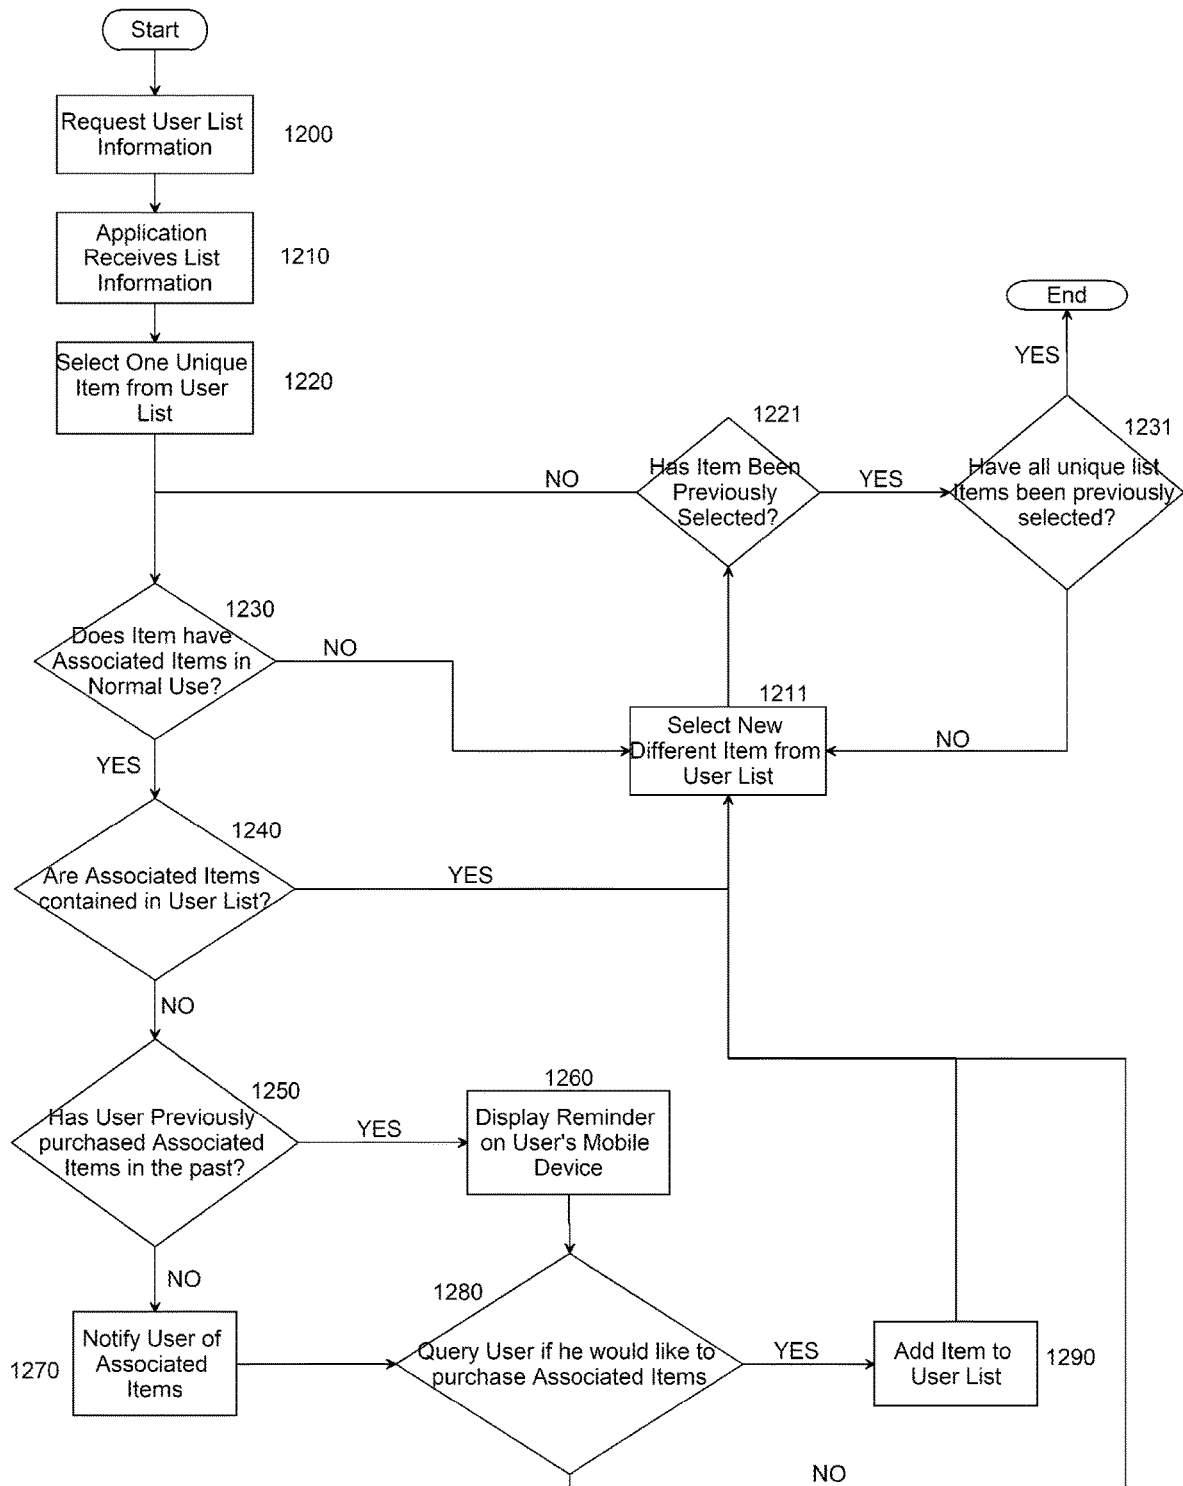 Start
Request User List
Information
1200
Application
Receives List
Information
1210
End
Select One Unique
Item from User
List
1220
YES
1221
1231
Has Item Been
Previously
Selected?
NO
YES
Have all unique list
Items been previously
selected?
1230
Does Item have
Associated Items in
Normal Use?
NO
1211
Select New
Different Item from
User List
NO
YES
1240
Are Associated Items
contained in User List?
YES
NO
1250
Has User Previously
purchased Associated
Items in the past?
YES
1260
Display Reminder
on User's Mobile
Device
NO
1280
1270
Notify User of
Associated
Items
Query User if he would like to
purchase Associated Items
YES
Add Item to
User List
1290
NO